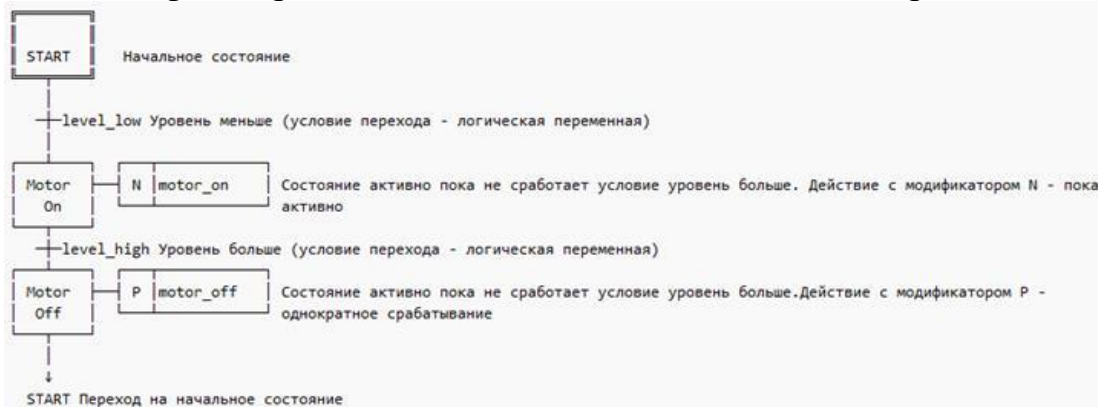 START Начальное состояние
level_low Уровень меньше (условие перехода - логическая переменная)
Motor On N motor_on Состояние активно пока не сработает условие уровень больше. Действие с модификатором N - пока
активно
level_high Уровень больше (условие перехода - логическая переменная)
Motor Off P motor_off Состояние активно пока не сработает условие уровень больше.Действие с модификатором P -
однократное срабатывание
START Переход на начальное состояние